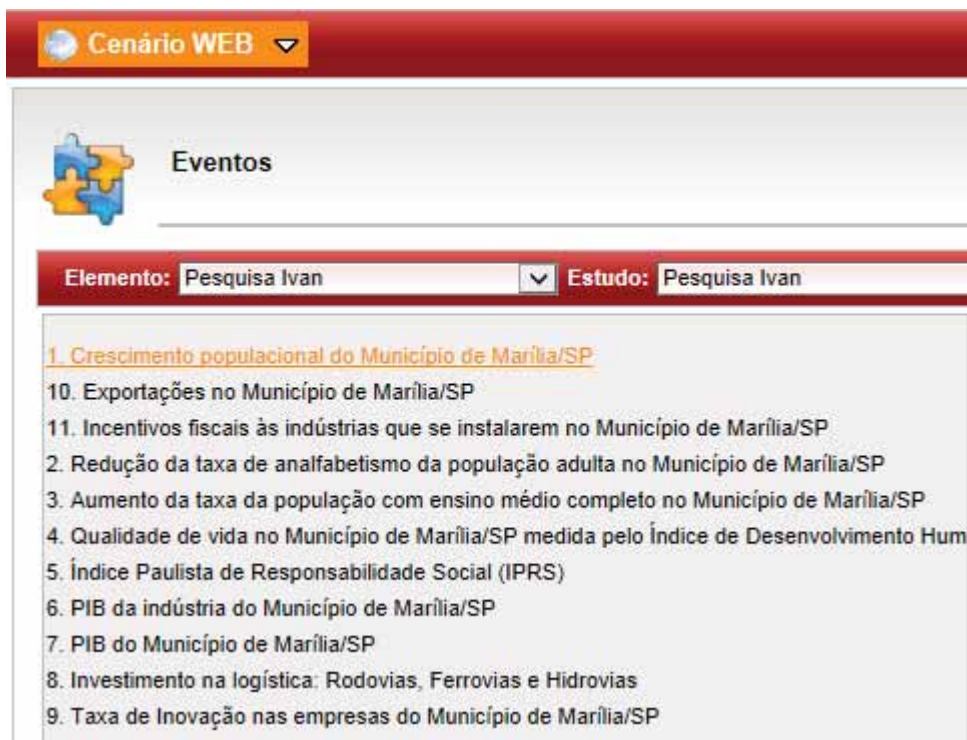 Cenário WEB
Eventos
Elemento: Pesquisa Ivan Estudo: Pesquisa Ivan
1. Crescimento populacional do Município de Marília/SP
10. Exportações no Município de Marília/SP
11. Incentivos fiscais às indústrias que se instalarem no Município de Marília/SP
2. Redução da taxa de analfabetismo da população adulta no Município de Marília/SP
3. Aumento da taxa da população com ensino médio completo no Município de Marília/SP
4. Qualidade de vida no Município de Marília/SP medida pelo Índice de Desenvolvimento Hum
5. Índice Paulista de Responsabilidade Social (IPRS)
6. PIB da indústria do Município de Marília/SP
7. PIB do Município de Marília/SP
8. Investimento na logística: Rodovias, Ferrovias e Hidrovias
9. Taxa de Inovação nas empresas do Município de Marília/SP